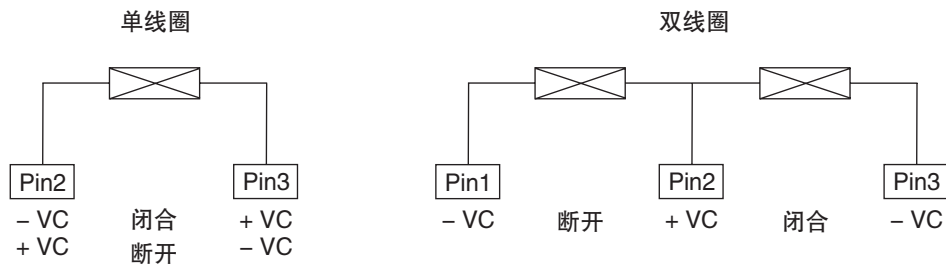 单线圈 双线圈
Pin2 Pin3 Pin1 Pin2 Pin3
– VC 闭合 + VC – VC 断开 + VC 闭合 – VC
+ VC 断开 – VC